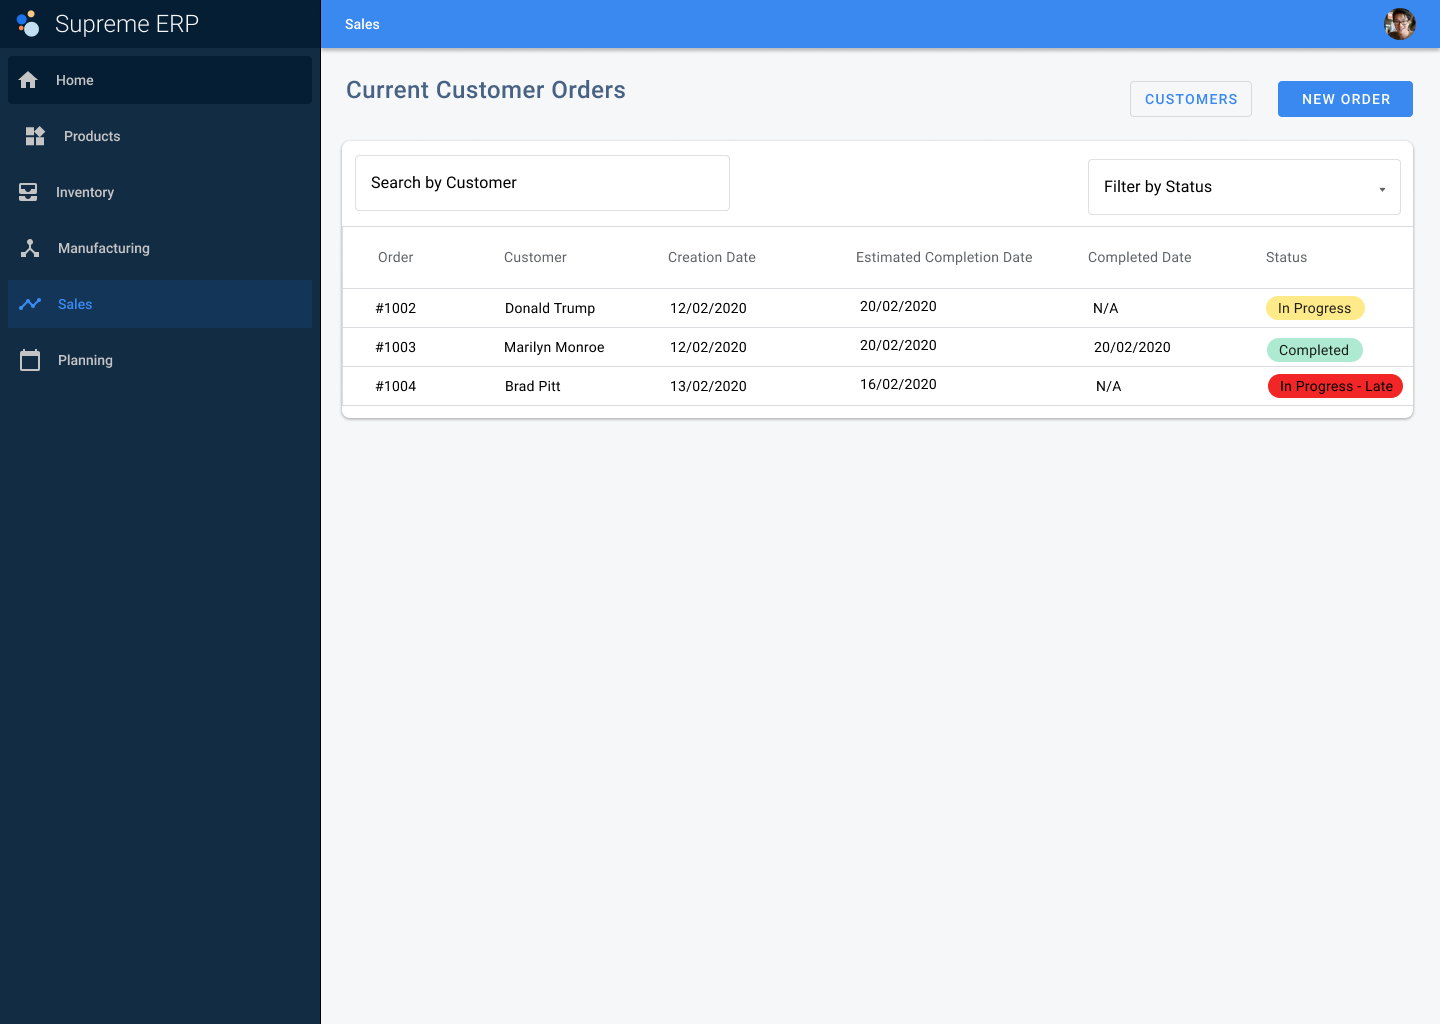 Supreme ERP
Sales
Home
Products
Inventory
Manufacturing
Sales
Planning
Current Customer Orders
CUSTOMERS
NEW ORDER
Search by Customer
Filter by Status
Order Customer Creation Date Estimated Completion Date Completed Date Status
#1002 Donald Trump 12/02/2020 20/02/2020 N/A In Progress
#1003 Marilyn Monroe 12/02/2020 20/02/2020 20/02/2020 Completed
#1004 Brad Pitt 13/02/2020 16/02/2020 N/A In Progress - Late